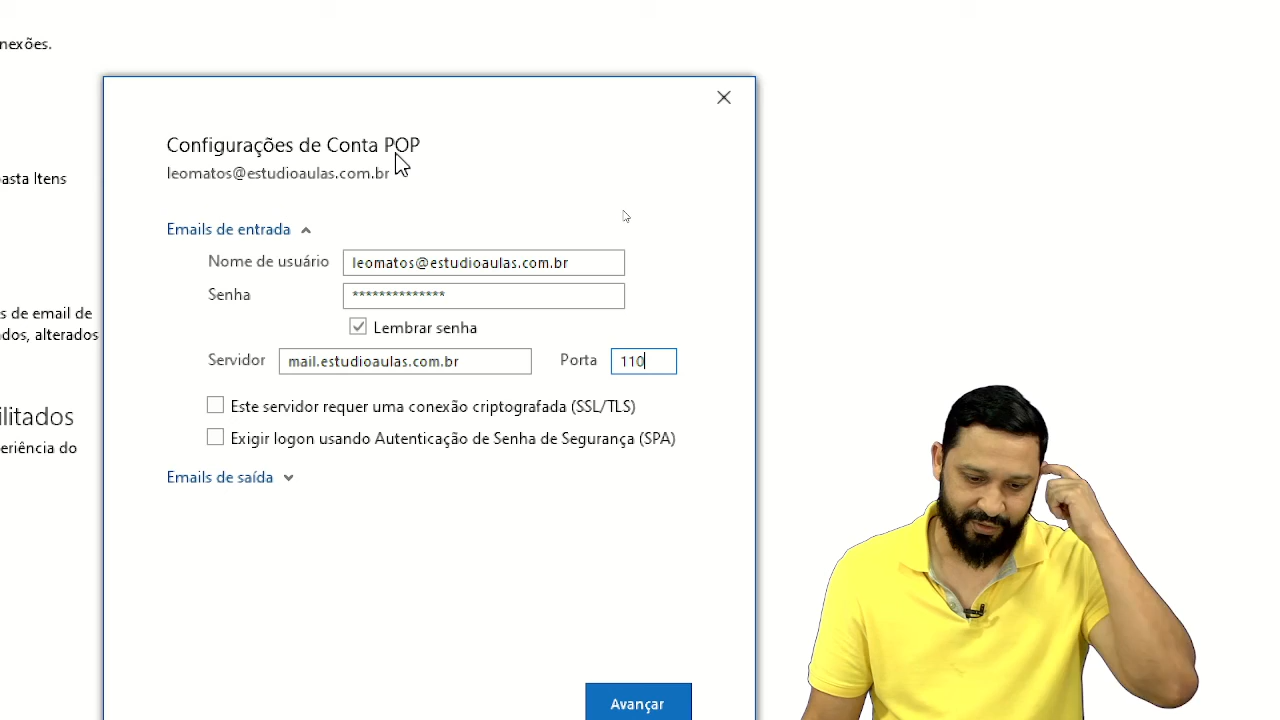 nexões.
asta Itens
s de email de
dos, alterados
ilitados
eriência do
Configurações de Conta POP
leomatos@estudioaulas.com.br
Emails de entrada
Nome de usuário leomatos@estudioaulas.com.br
Senha **************
Lembrar senha
Servidor mail.estudioaulas.com.br Porta 110
Este servidor requer uma conexão criptografada (SSL/TLS)
Exigir logon usando Autenticação de Senha de Segurança (SPA)
Emails de saída
Avançar